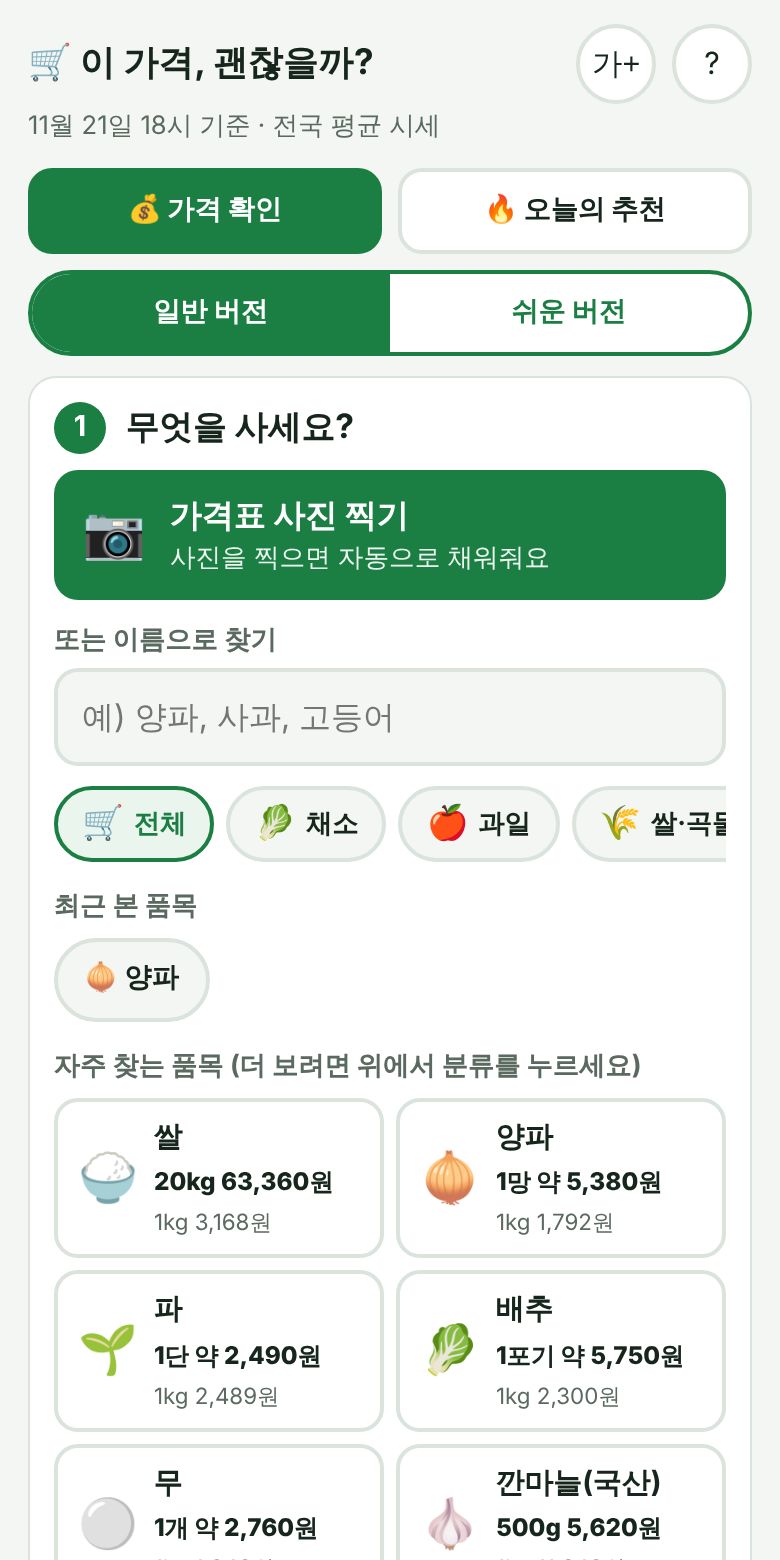 이 가격, 괜찮을까?
가+
?
11월 21일 18시 기준 · 전국 평균 시세
가격 확인
오늘의 추천
일반 버전
쉬운 버전
1 무엇을 사세요?
가격표 사진 찍기
사진을 찍으면 자동으로 채워줘요
또는 이름으로 찾기
예) 양파, 사과, 고등어
전체
채소
과일
쌀·곡물
최근 본 품목
양파
자주 찾는 품목 (더 보려면 위에서 분류를 누르세요)
쌀
20kg 63,360원
1kg 3,168원
양파
1망 약 5,380원
1kg 1,792원
파
1단 약 2,490원
1kg 2,489원
배추
1포기 약 5,750원
1kg 2,300원
무
1개 약 2,760원
깐마늘(국산)
500g 5,620원